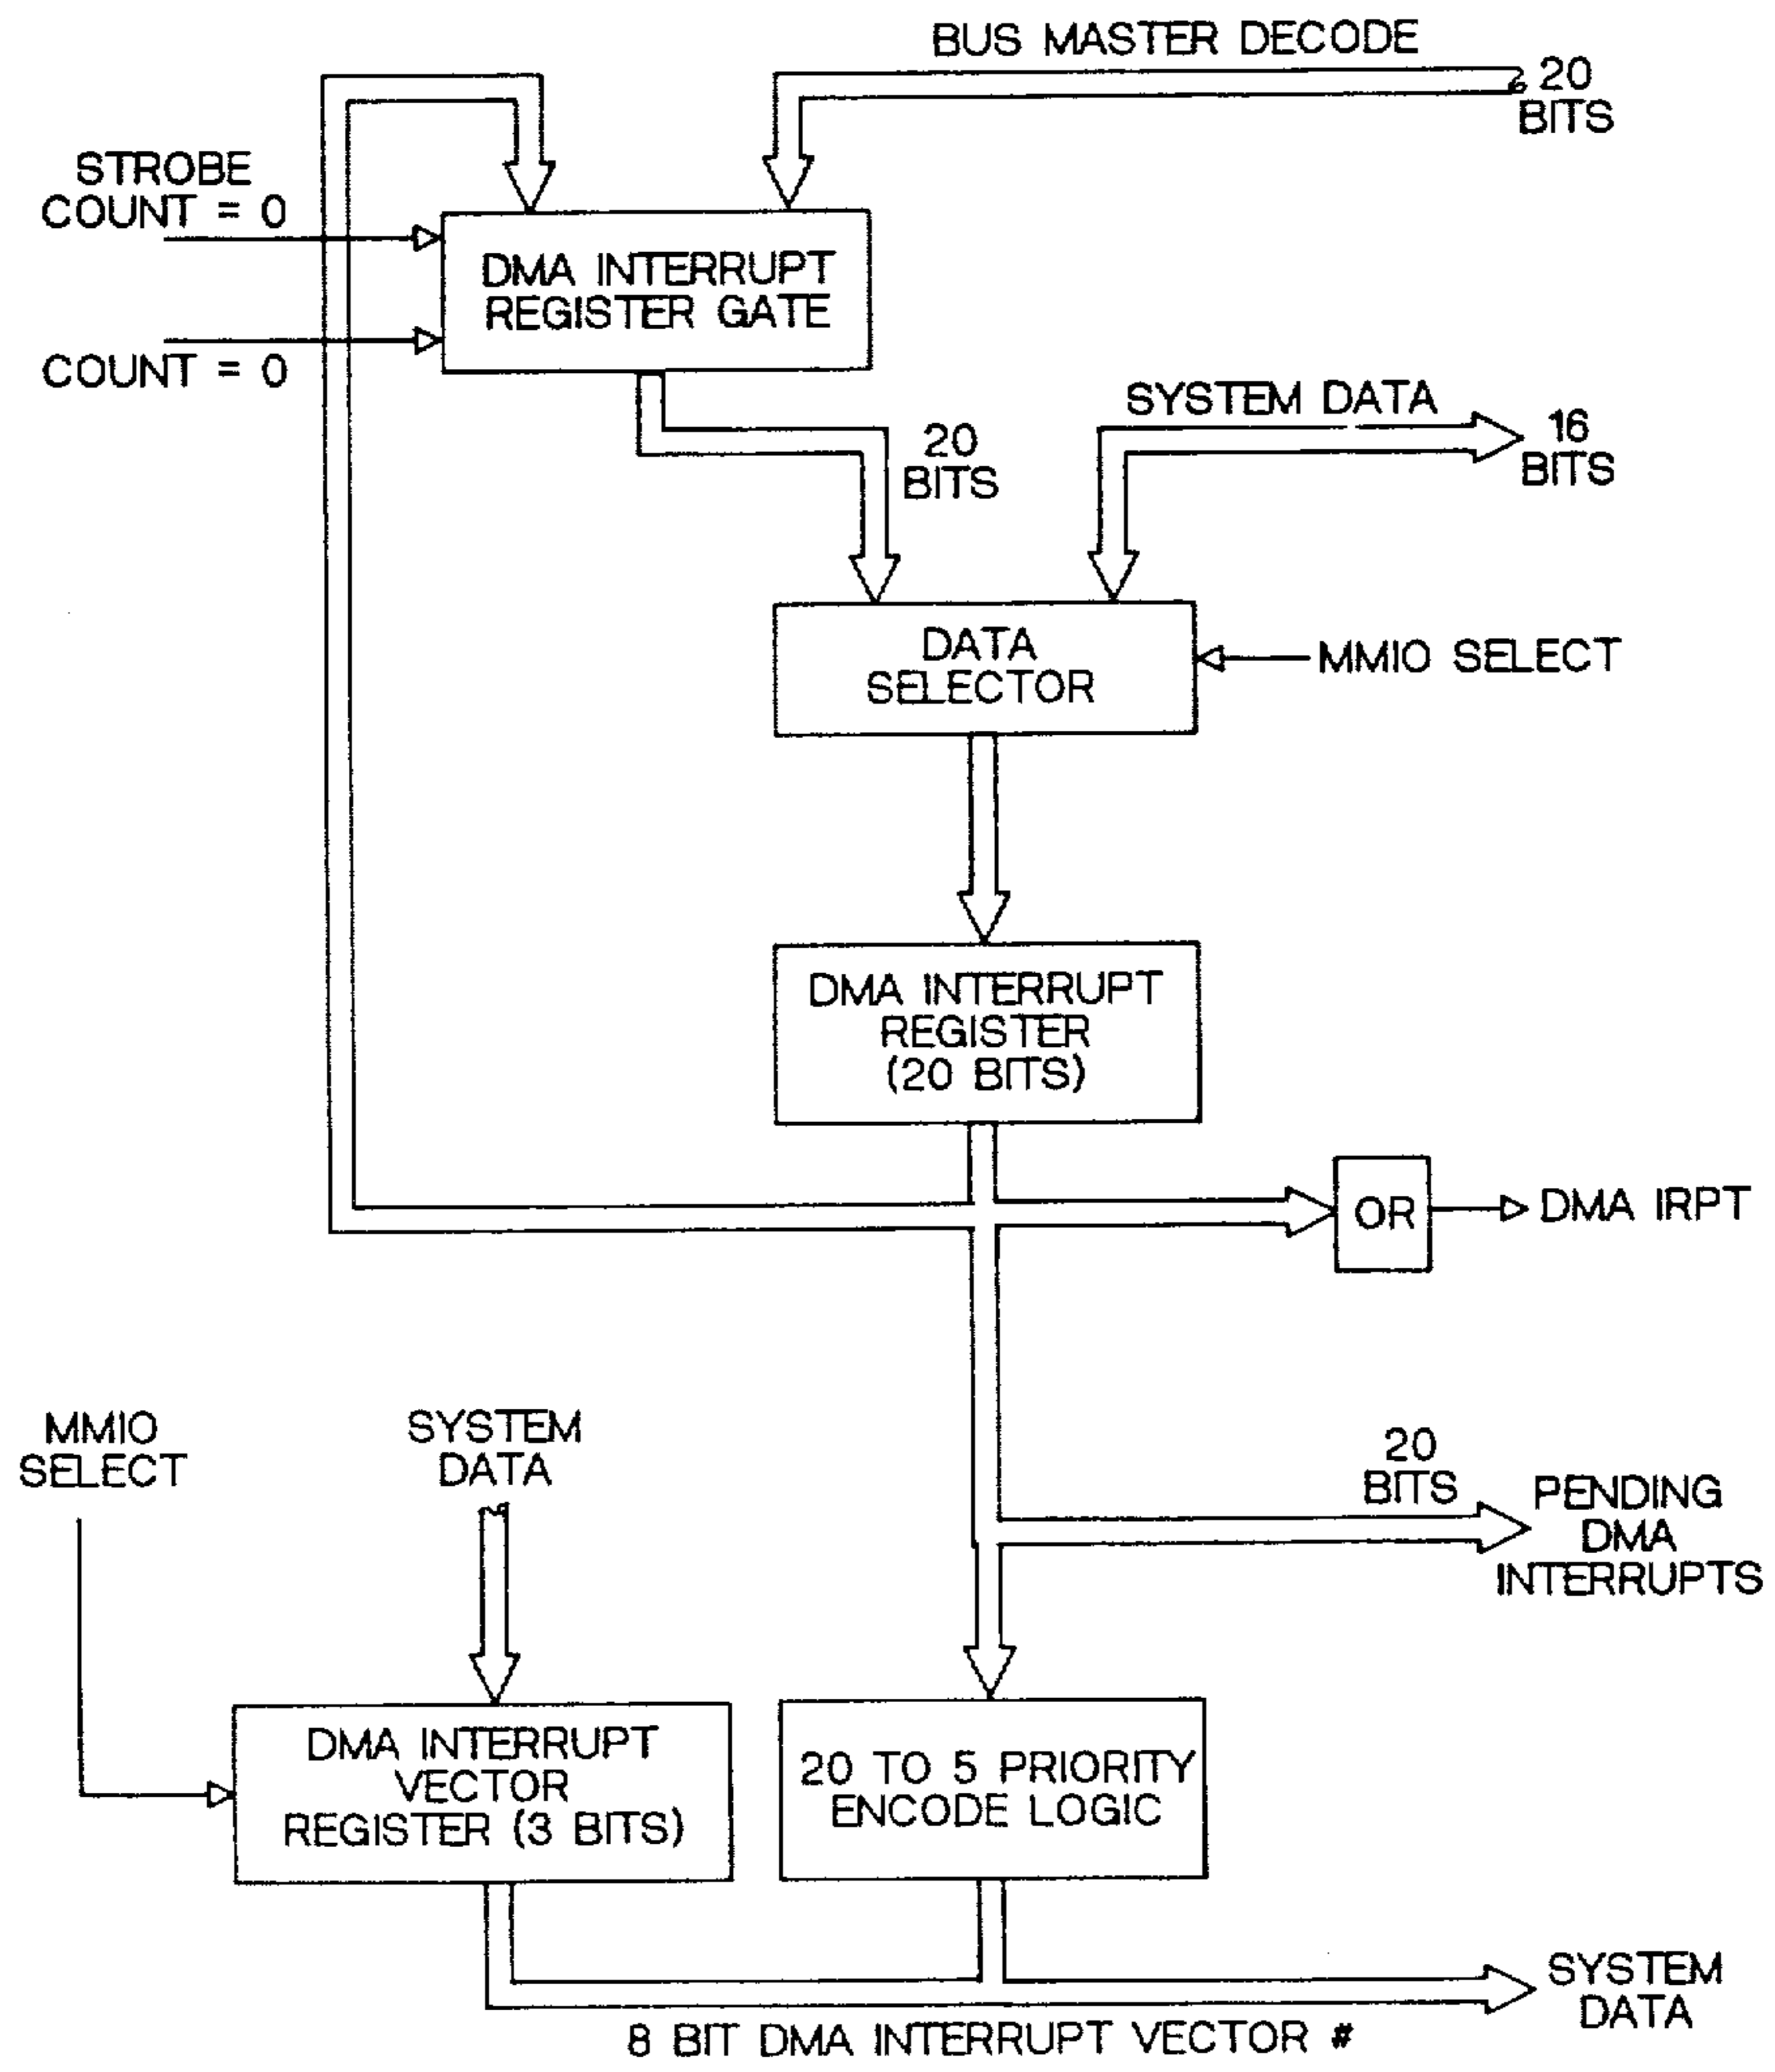 BUS MASTER DECODE
20
BITS
STROBE
COUNT = 0
DMA INTERRUPT
REGISTER GATE
COUNT = 0
SYSTEM DATA
16
BITS
20
BITS
DATA
SELECTOR
MMIO SELECT
DMA INTERRUPT
REGISTER
(20 BITS)
OR
DMA IRPT
MMIO
SELECT
SYSTEM
DATA
20
BITS
PENDING
DMA
INTERRUPTS
DMA INTERRUPT
VECTOR
REGISTER (3 BITS)
20 TO 5 PRIORITY
ENCODE LOGIC
SYSTEM
DATA
8 BIT DMA INTERRUPT VECTOR #